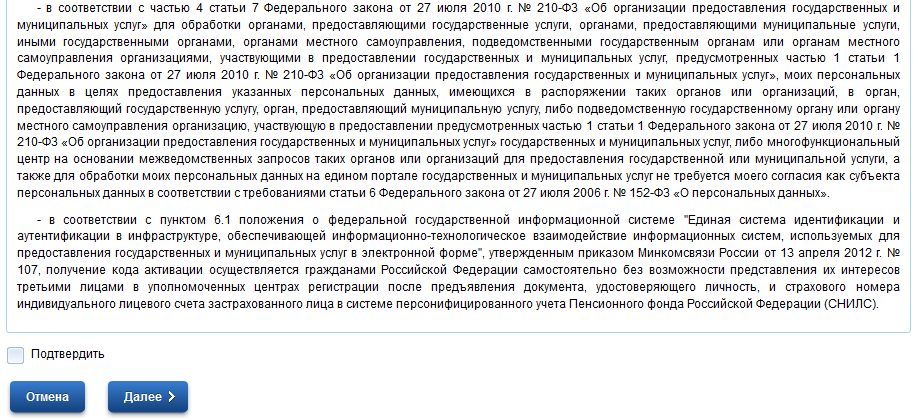 - в соответствии с частью 4 статьи 7 Федерального закона от 27 июля 2010 г. № 210-ФЗ «Об организации предоставления государственных и
муниципальных услуг» для обработки органами, предоставляющими государственные услуги, органами, предоставляющими муниципальные услуги,
иными государственными органами, органами местного самоуправления, подведомственными государственным органам или органам местного
самоуправления организациями, участвующими в предоставлении государственных и муниципальных услуг, предусмотренных частью 1 статьи 1
Федерального закона от 27 июля 2010 г. № 210-ФЗ «Об организации предоставления государственных и муниципальных услуг», моих персональных
данных в целях предоставления указанных персональных данных, имеющихся в распоряжении таких органов или организаций, в орган,
предоставляющий государственную услугу, орган, предоставляющий муниципальную услугу, либо подведомственную государственному органу или органу
местного самоуправления организацию, участвующую в предоставлении предусмотренных частью 1 статьи 1 Федерального закона от 27 июля 2010 г. №
210-ФЗ «Об организации предоставления государственных и муниципальных услуг» государственных и муниципальных услуг, либо многофункциональный
центр на основании межведомственных запросов таких органов или организаций для предоставления государственной или муниципальной услуги, а
также для обработки моих персональных данных на едином портале государственных и муниципальных услуг не требуется моего согласия как субъекта
персональных данных в соответствии с требованиями статьи 6 Федерального закона от 27 июля 2006 г. № 152-ФЗ «О персональных данных».
- в соответствии с пунктом 6.1 положения о федеральной государственной информационной системе "Единая система идентификации и
аутентификации в инфраструктуре, обеспечивающей информационно-технологическое взаимодействие информационных систем, используемых для
предоставления государственных и муниципальных услуг в электронной форме", утвержденным приказом Минкомсвязи России от 13 апреля 2012 г. №
107, получение кода активации осуществляется гражданами Российской Федерации самостоятельно без возможности представления их интересов
третьими лицами в уполномоченных центрах регистрации после предъявления документа, удостоверяющего личность, и страхового номера
индивидуального лицевого счета застрахованного лица в системе персонифицированного учета Пенсионного фонда Российской Федерации (СНИЛС).
Подтвердить
Отмена
Далее